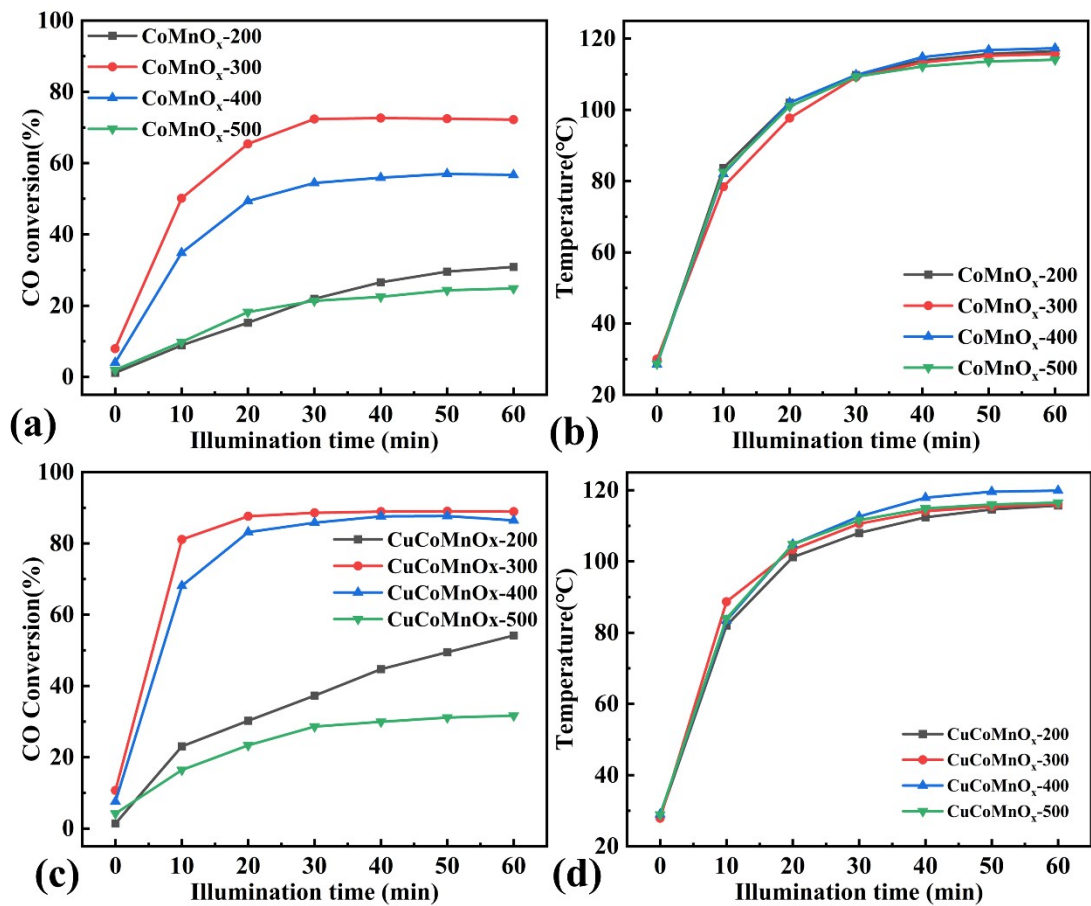 100
80
60
40
20
0
CO conversion(%)
CoMnOₓ-200
CoMnOₓ-300
CoMnOₓ-400
CoMnOₓ-500
0 10 20 30 40 50 60
Illumination time (min)
(a)
120
100
80
60
40
20
Temperature(°C)
CoMnOₓ-200
CoMnOₓ-300
CoMnOₓ-400
CoMnOₓ-500
0 10 20 30 40 50 60
Illumination time (min)
(b)
100
80
60
40
20
0
CO Conversion(%)
CuCoMnOx-200
CuCoMnOx-300
CuCoMnOx-400
CuCoMnOx-500
0 10 20 30 40 50 60
Illumination time (min)
(c)
120
100
80
60
40
20
Temperature(°C)
CuCoMnOₓ-200
CuCoMnOₓ-300
CuCoMnOₓ-400
CuCoMnOₓ-500
0 10 20 30 40 50 60
Illumination time (min)
(d)